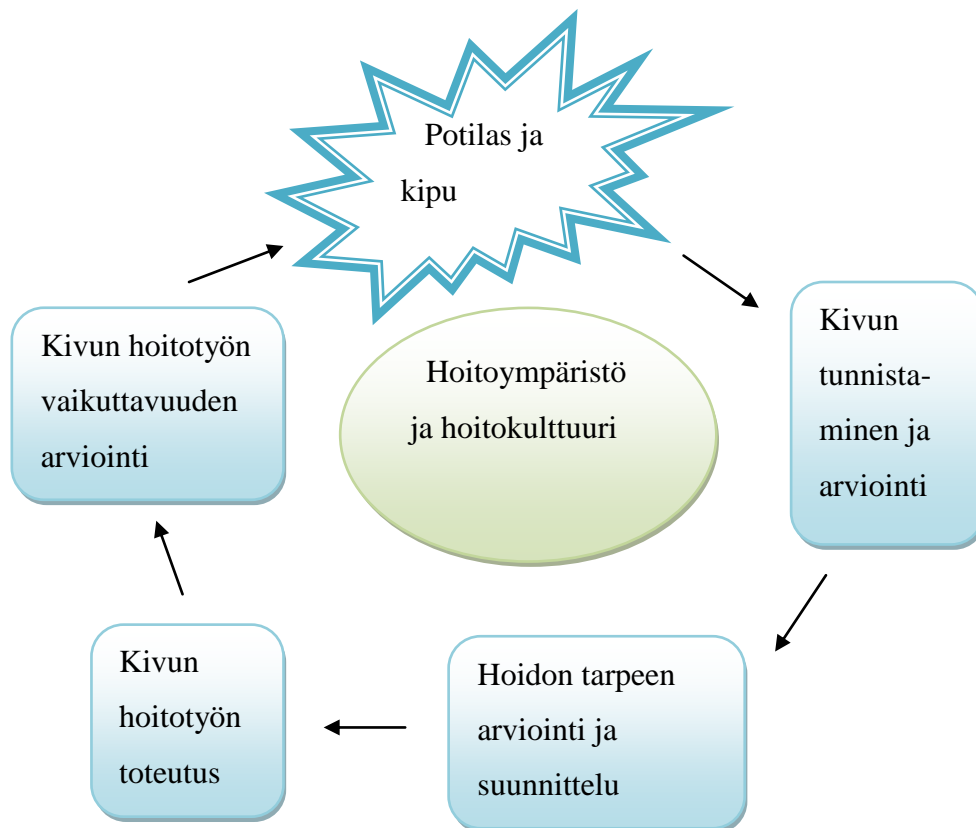 Potilas ja
kipu
Kivun
tunnista-
minen ja
arviointi
Hoidon tarpeen
arviointi ja
suunnittelu
Kivun
hoitotyön
toteutus
Kivun hoitotyön
vaikuttavuuden
arviointi
Hoitoympäristö
ja hoitokulttuuri